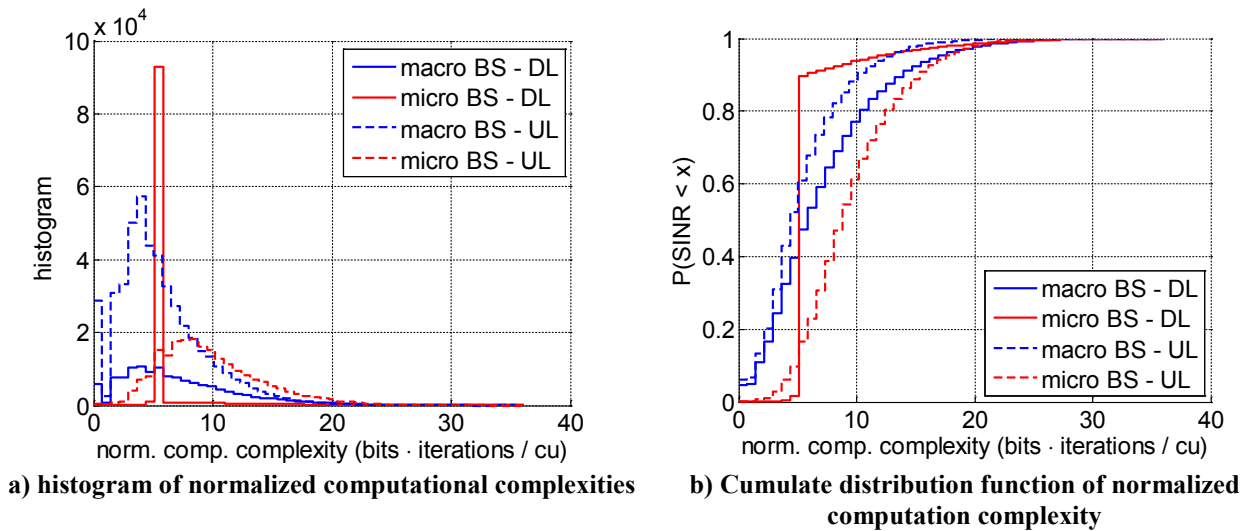 x 10⁴
10
8
6
4
2
0
histogram
macro BS - DL
micro BS - DL
macro BS - UL
micro BS - UL
0
10
20
30
40
norm. comp. complexity (bits · iterations / cu)
a) histogram of normalized computational complexities
1
0.8
0.6
0.4
0.2
0
P(SINR < x)
macro BS - DL
micro BS - DL
macro BS - UL
micro BS - UL
0
10
20
30
40
norm. comp. complexity (bits · iterations / cu)
b) Cumulate distribution function of normalized
computation complexity